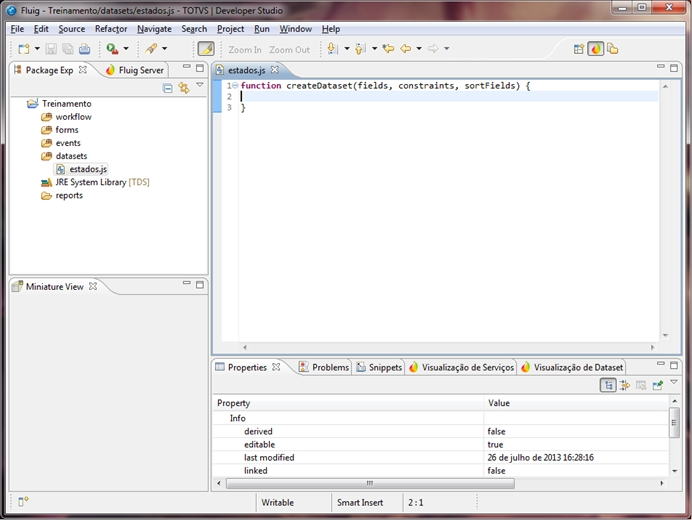 Fluig - Treinamento/datasets/estados.js - TOTVS | Developer Studio
File Edit Source Refactor Navigate Search Project Run Window Help
Zoom In Zoom Out
Package Exp
Fluig Server
Treinamento
workflow
forms
events
datasets
estados.js
JRE System Library [TDS]
reports
Miniature View
estados.js
1 function createDataset(fields, constraints, sortFields) {
2
3 }
Properties Problems Snippets Visualização de Serviços Visualização de Dataset
Property Value
Info
derived false
editable true
last modified 26 de julho de 2013 16:28:16
linked false
Writable Smart Insert 2 : 1